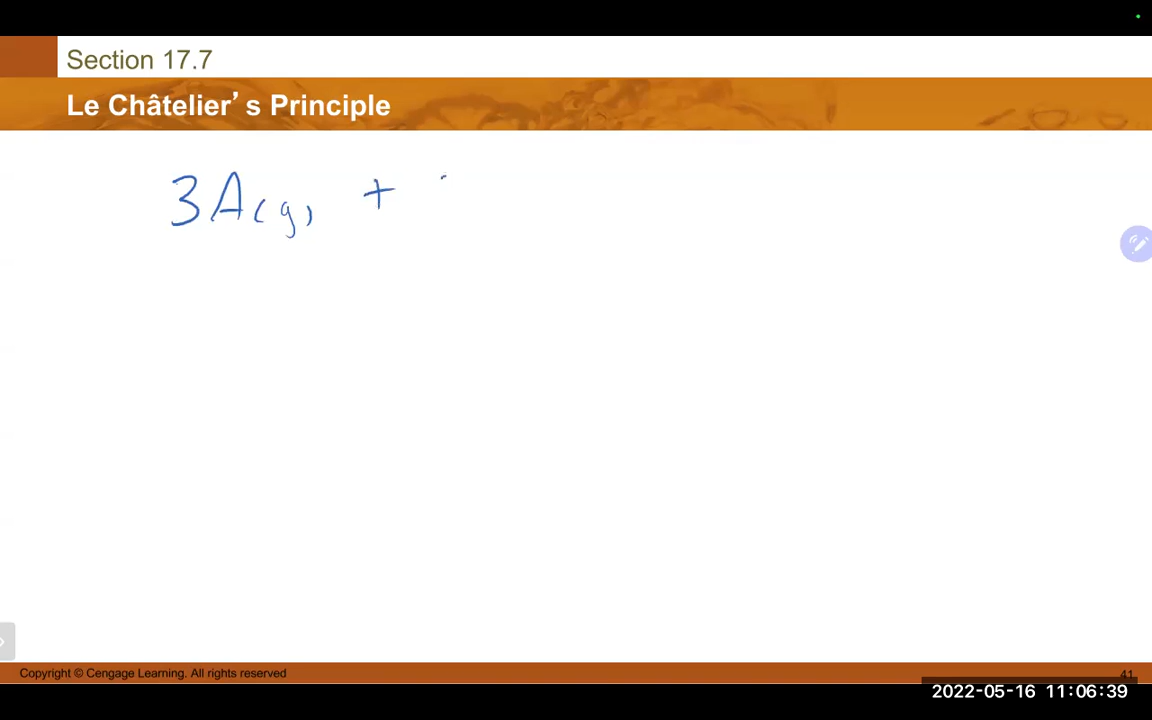 Section 17.7
Le Châtelier's Principle
3A(g) +
Copyright © Cengage Learning. All rights reserved
41
2022-05-16 11:06:39